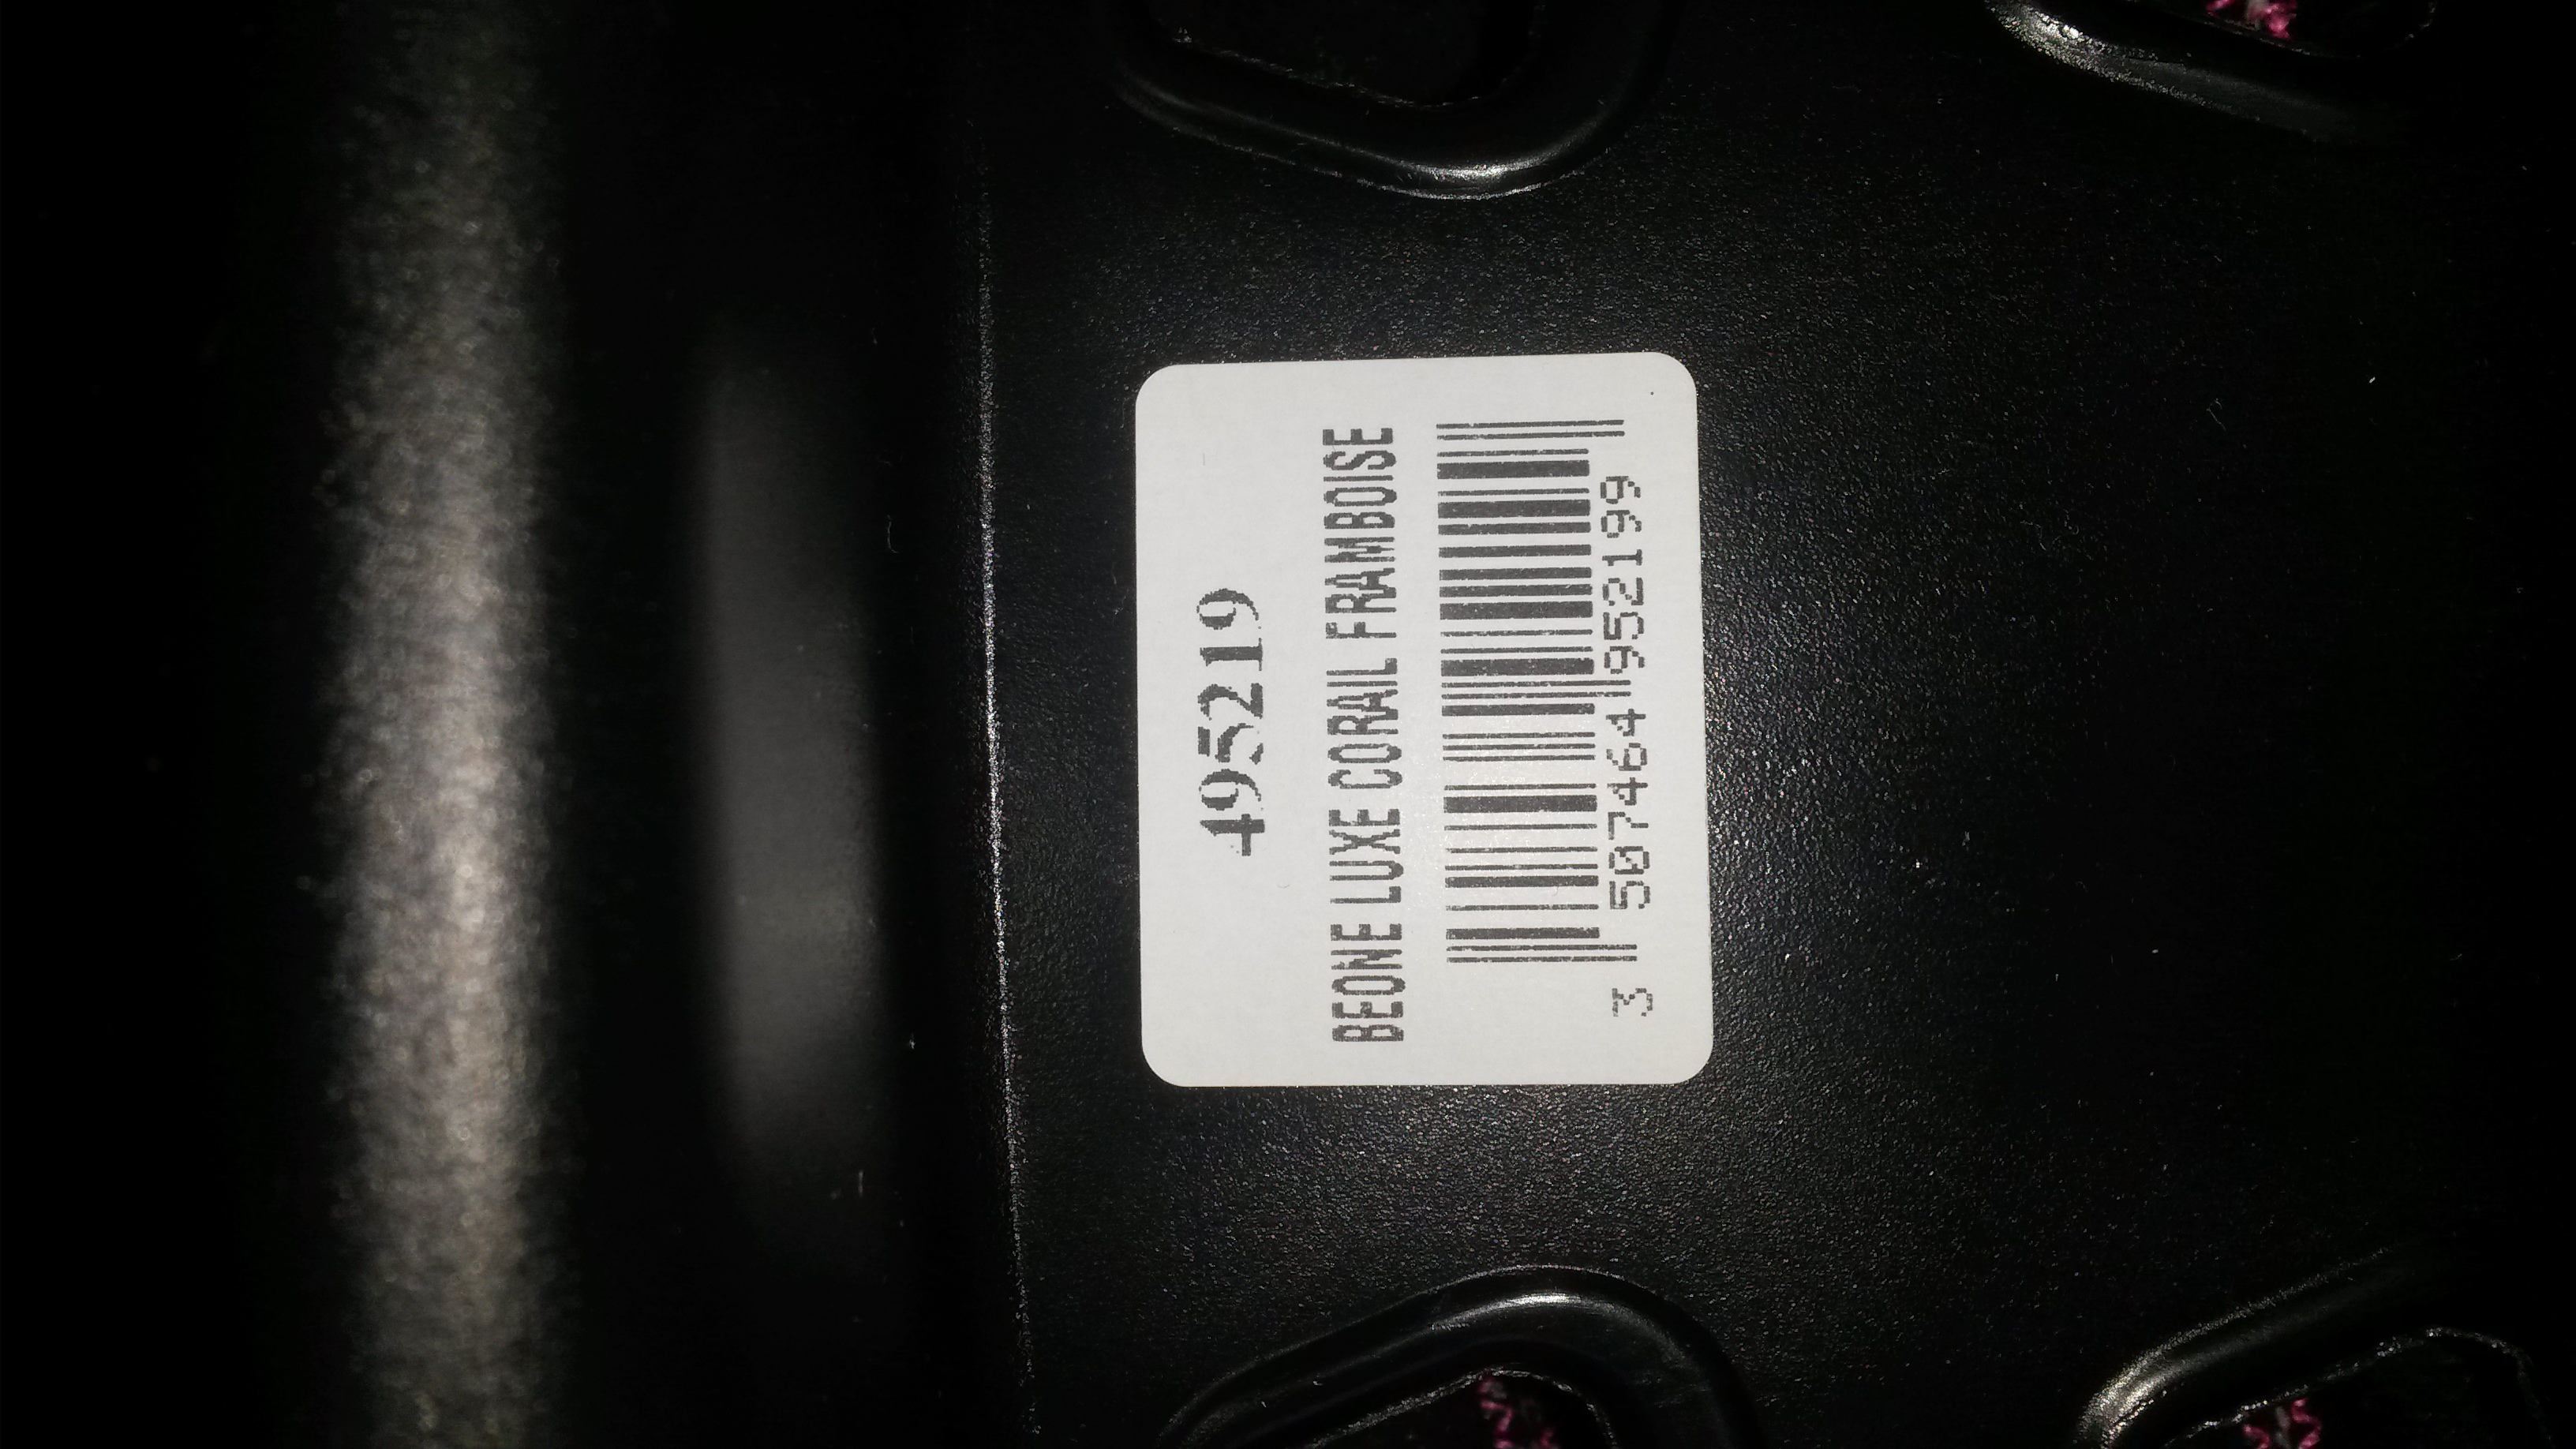 495219
BEONE LUXE CORAIL FRAMBOISE
3 507464 952199